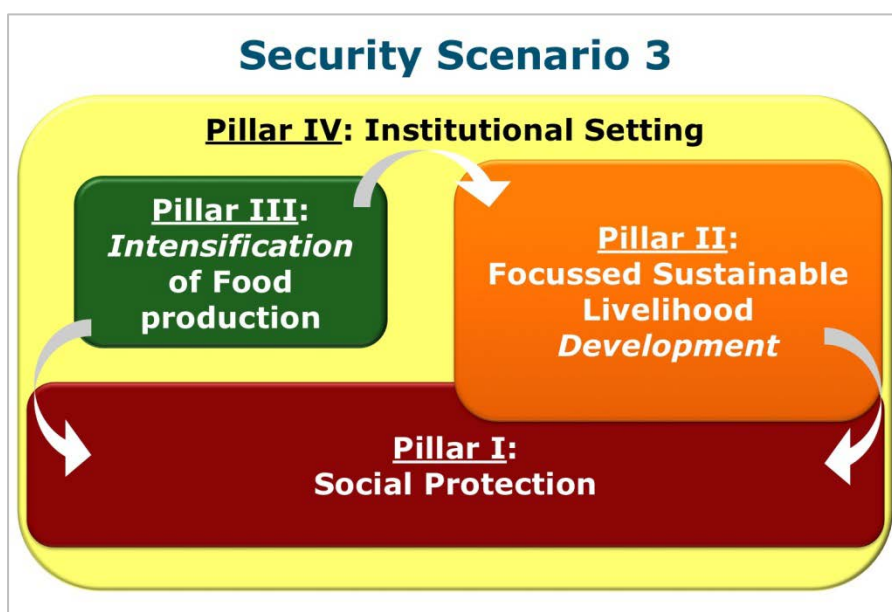 Security Scenario 3
Pillar IV: Institutional Setting
Pillar III:
Intensification
of Food
production
Pillar II:
Focussed Sustainable
Livelihood
Development
Pillar I:
Social Protection